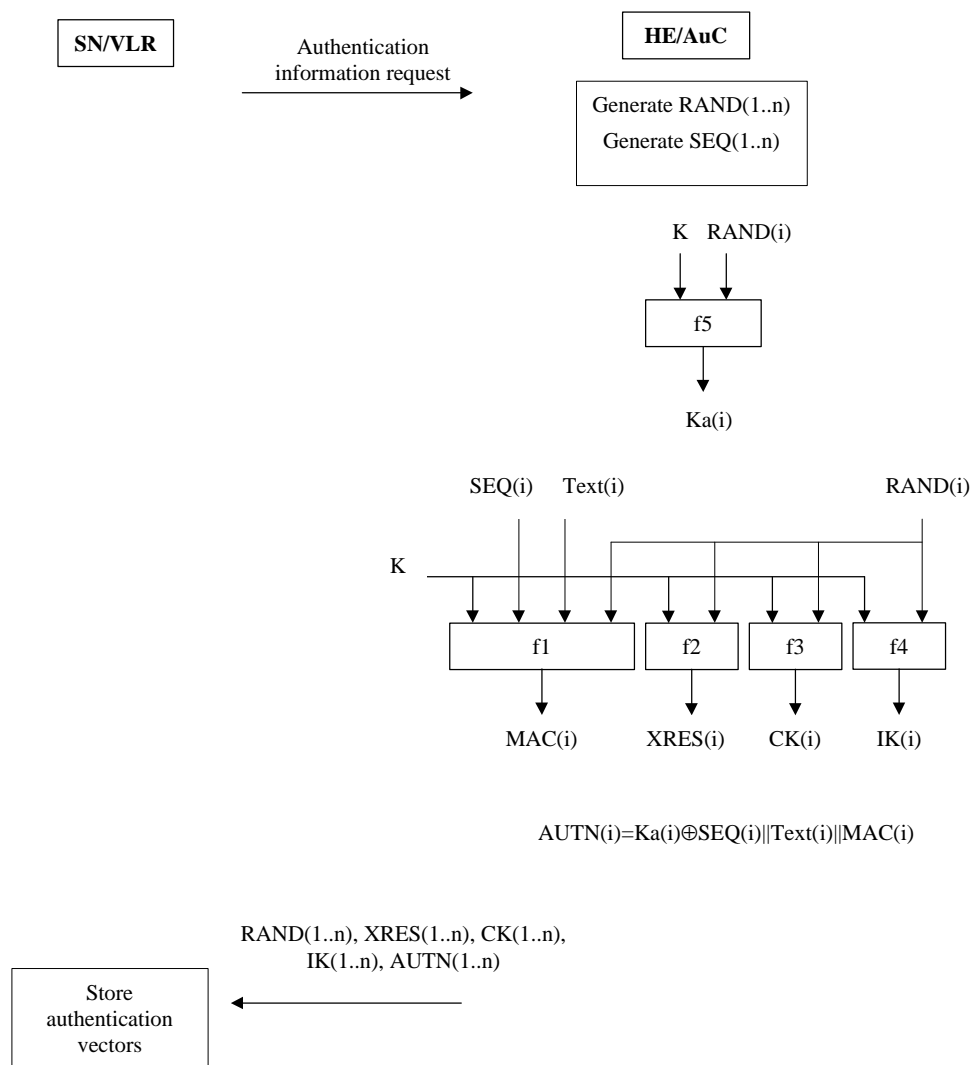 SN/VLR
HE/AuC
Authentication
information request
Generate RAND(1..n)
Generate SEQ(1..n)
K RAND(i)
f5
Ka(i)
SEQ(i) Text(i) RAND(i)
K
f1 f2 f3 f4
MAC(i) XRES(i) CK(i) IK(i)
AUTN(i)=Ka(i)⊕SEQ(i)||Text(i)||MAC(i)
RAND(1..n), XRES(1..n), CK(1..n),
IK(1..n), AUTN(1..n)
Store
authentication
vectors